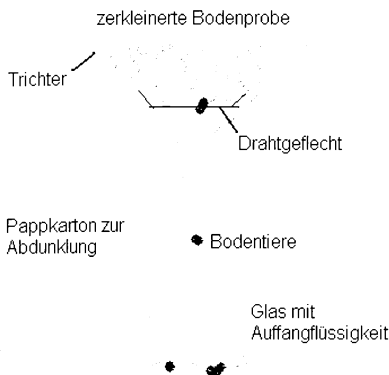 zerkleinerte Bodenprobe
Trichter
Drahtgeflecht
Pappkarton zur
Abdunklung
Bodentiere
Glas mit
Auffangflüssigkeit